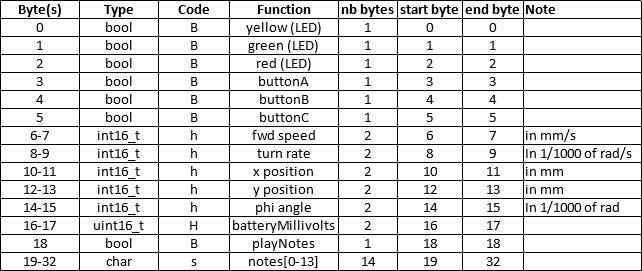 Byte(s) Type Code Function nb bytes start byte end byte Note
0 bool B yellow (LED) 1 0 0
1 bool B green (LED) 1 1 1
2 bool B red (LED) 1 2 2
3 bool B buttonA 1 3 3
4 bool B buttonB 1 4 4
5 bool B buttonC 1 5 5
6-7 int16_t h fwd speed 2 6 7 in mm/s
8-9 int16_t h turn rate 2 8 9 In 1/1000 of rad/s
10-11 int16_t h x position 2 10 11 in mm
12-13 int16_t h y position 2 12 13 in mm
14-15 int16_t h phi angle 2 14 15 In 1/1000 of rad
16-17 uint16_t H batteryMillivolts 2 16 17
18 bool B playNotes 1 18 18
19-32 char s notes[0-13] 14 19 32